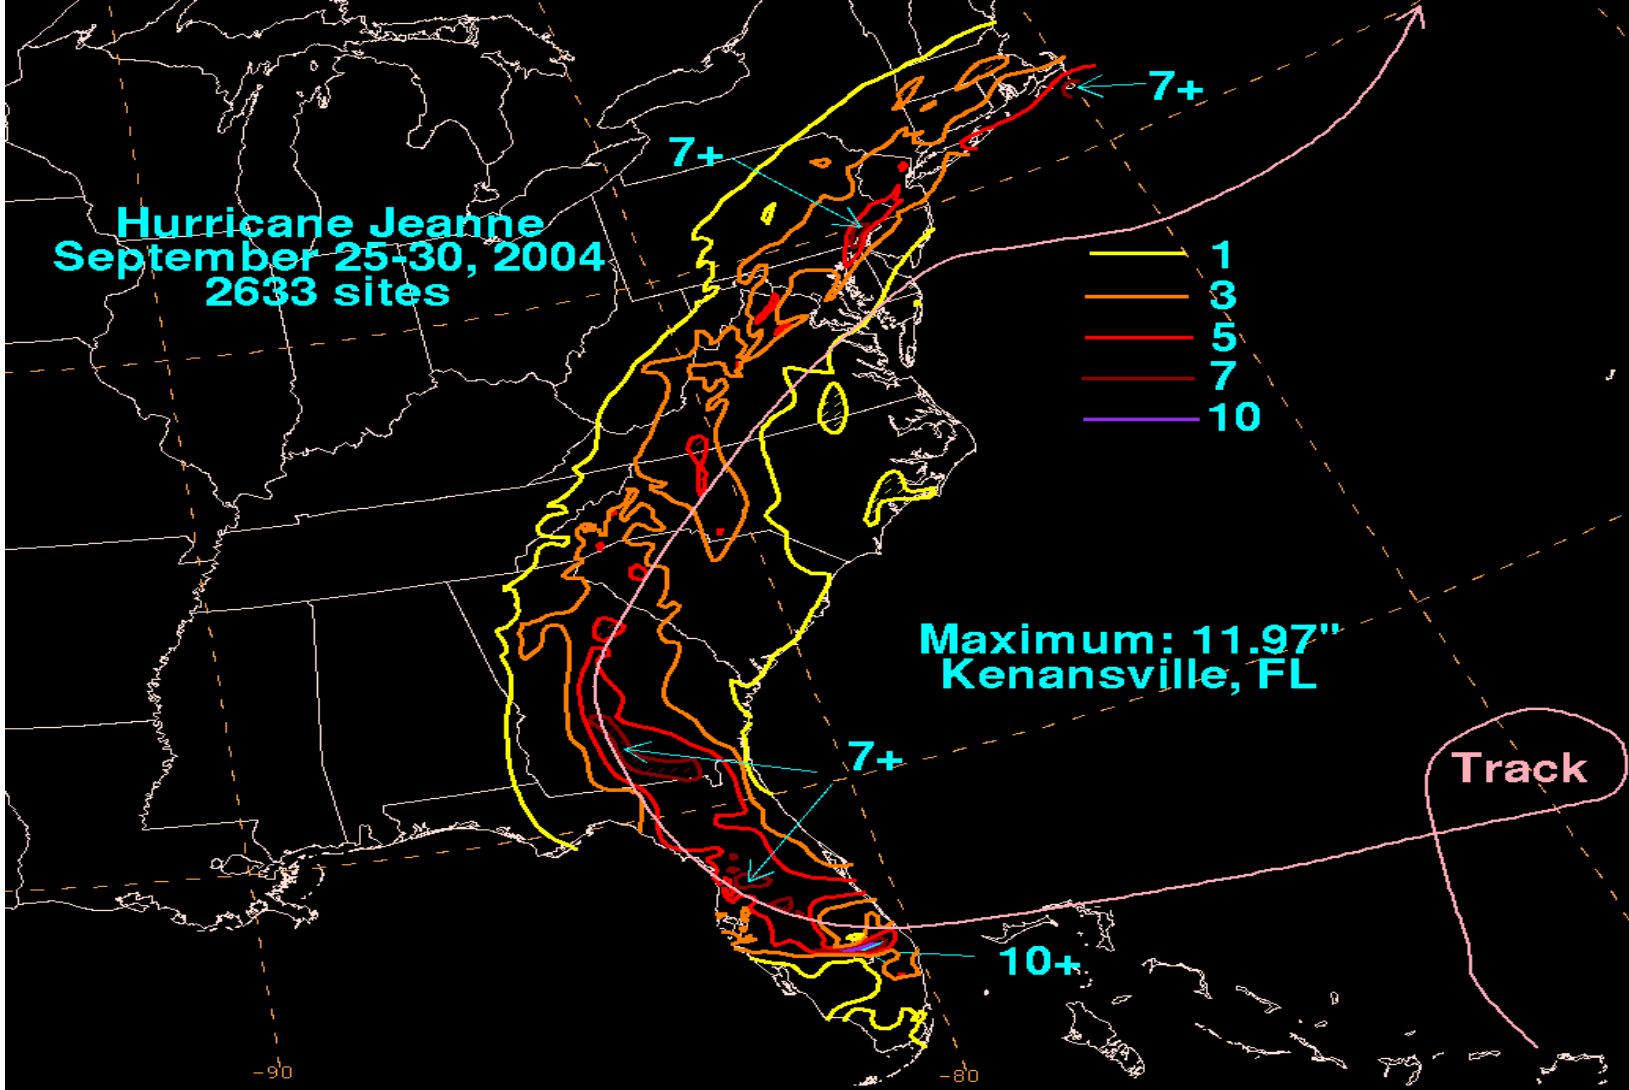 7+
7+
Hurricane Jeanne
September 25-30, 2004
2633 sites
1
3
5
7
10
Maximum: 11.97"
Kenansville, FL
7+
Track
10+
-90
-80